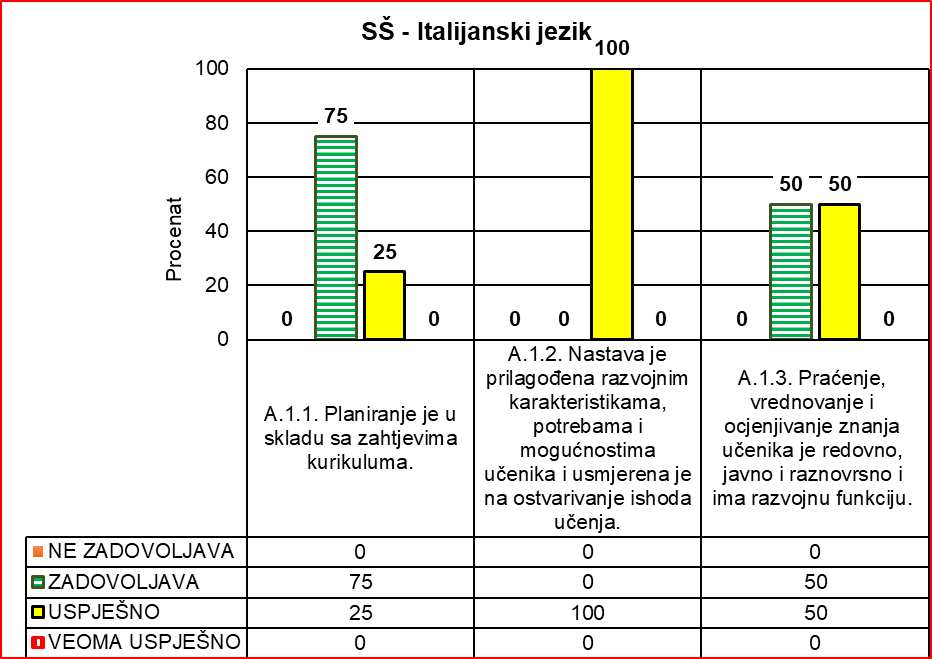 SŠ - Italijanski jezik
Procenat
100
80
60
40
20
0
0
75
25
0
0
0
100
0
0
50
50
0
A.1.1. Planiranje je u
skladu sa zahtjevima
kurikuluma.
A.1.2. Nastava je
prilagođena razvojnim
karakteristikama,
potrebama i
mogućnostima
učenika i usmjerena je
na ostvarivanje ishoda
učenja.
A.1.3. Praćenje,
vrednovanje i
ocjenjivanje znanja
učenika je redovno,
javno i raznovrsno i
ima razvojnu funkciju.
NE ZADOVOLJAVA 0 0 0
ZADOVOLJAVA 75 0 50
USPJEŠNO 25 100 50
VEOMA USPJEŠNO 0 0 0